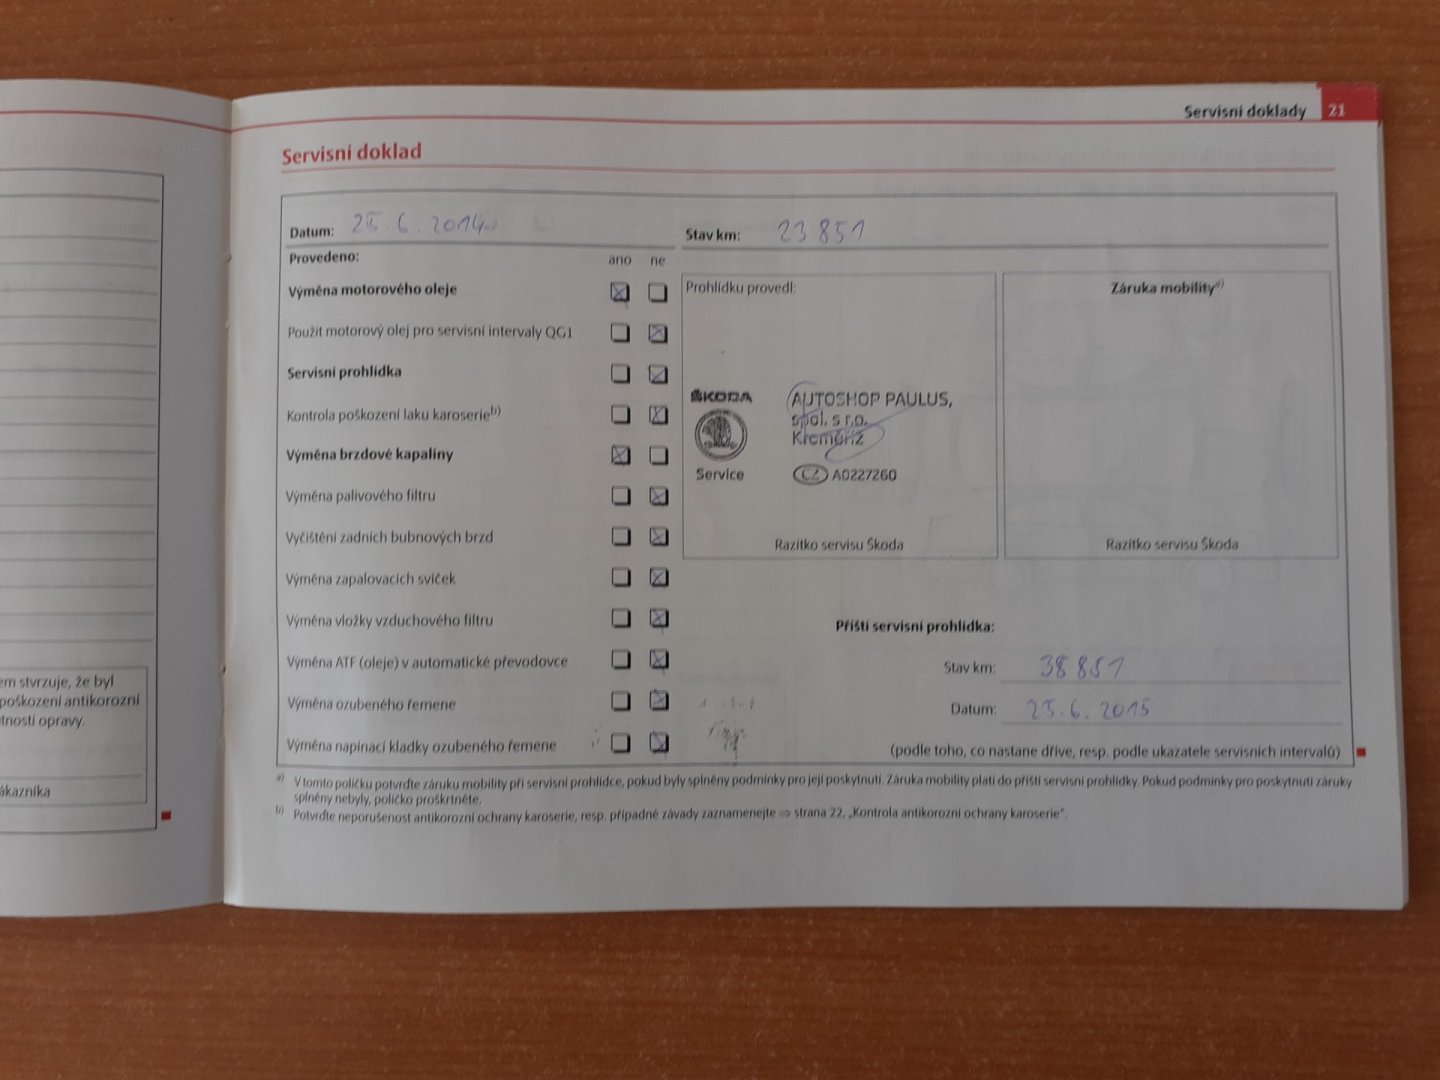 Servisní doklady 21
Servisní doklad
Datum: 25. 6. 2014 Stav km: 23 851
Provedeno: ano ne
Výměna motorového oleje
Použit motorový olej pro servisní intervaly QG1
Servisní prohlídka
Kontrola poškození laku karoserie b)
Výměna brzdové kapaliny
Výměna palivového filtru
Vyčištění zadních bubnových brzd
Výměna zapalovacích svíček
Výměna vložky vzduchového filtru
Výměna ATF (oleje) v automatické převodovce
Výměna ozubeného řemene
Výměna napínací kladky ozubeného řemene
Prohlídku provedl:
ŠKODA
Service
AUTOSHOP PAULUS,
spol. s r.o.
Kroměříž
CZ A0227260
Razítko servisu Škoda
Záruka mobility a)
Razítko servisu Škoda
Příští servisní prohlídka:
Stav km: 38 851
Datum: 25. 6. 2015
(podle toho, co nastane dříve, resp. podle ukazatele servisních intervalů)
a) V tomto políčku potvrďte záruku mobility při servisní prohlídce, pokud byly splněny podmínky pro její poskytnutí. Záruka mobility platí do příští servisní prohlídky. Pokud podmínky pro poskytnutí záruky
splněny nebyly, políčko proškrtněte.
b) Potvrďte neporušenost antikorozní ochrany karoserie, resp. případné závady zaznamenejte ⇒ strana 22, „Kontrola antikorozní ochrany karoserie“.
em stvrzuje, že byl
poškození antikorozní
tnosti opravy.
ákazníka